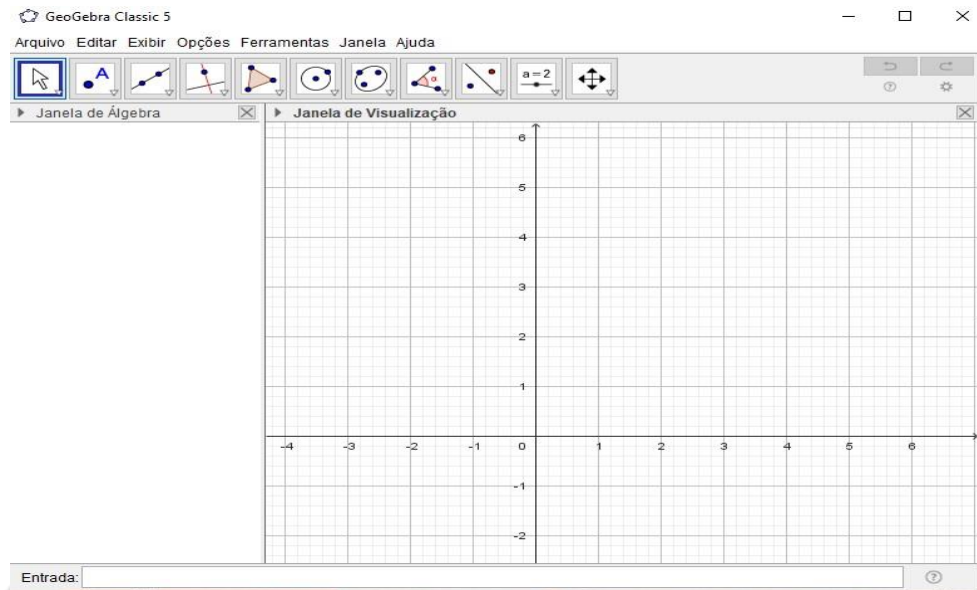 GeoGebra Classic 5
Arquivo Editar Exibir Opções Ferramentas Janela Ajuda
A
α
a=2
Janela de Álgebra
Janela de Visualização
6
5
4
3
2
1
-4 -3 -2 -1 0 1 2 3 4 5 6
-1
-2
Entrada: